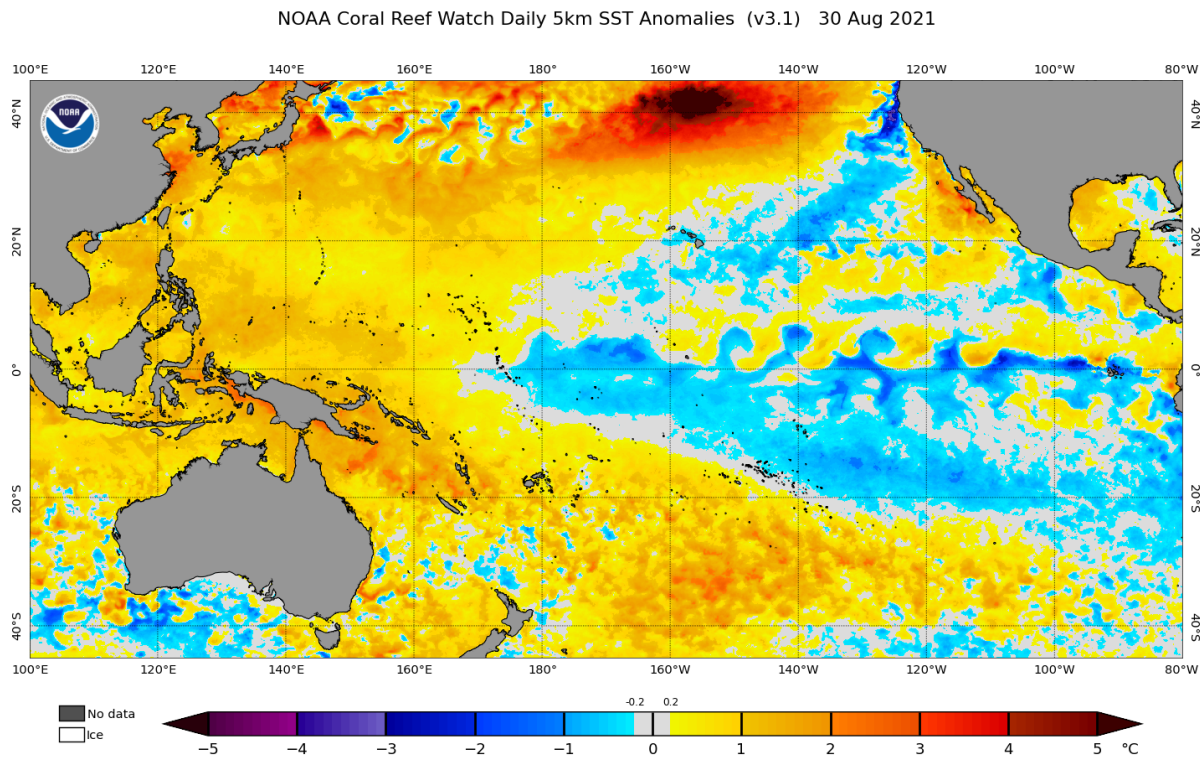 NOAA Coral Reef Watch Daily 5km SST Anomalies (v3.1) 30 Aug 2021
100°E 120°E 140°E 160°E 180° 160°W 140°W 120°W 100°W 80°W
NOAA
40°N 40°N
20°N 20°N
0° 0°
20°S 20°S
40°S 40°S
100°E 120°E 140°E 160°E 180° 160°W 140°W 120°W 100°W 80°W
-0.2 0.2
No data
Ice
−5 −4 −3 −2 −1 0 1 2 3 4 5 °C